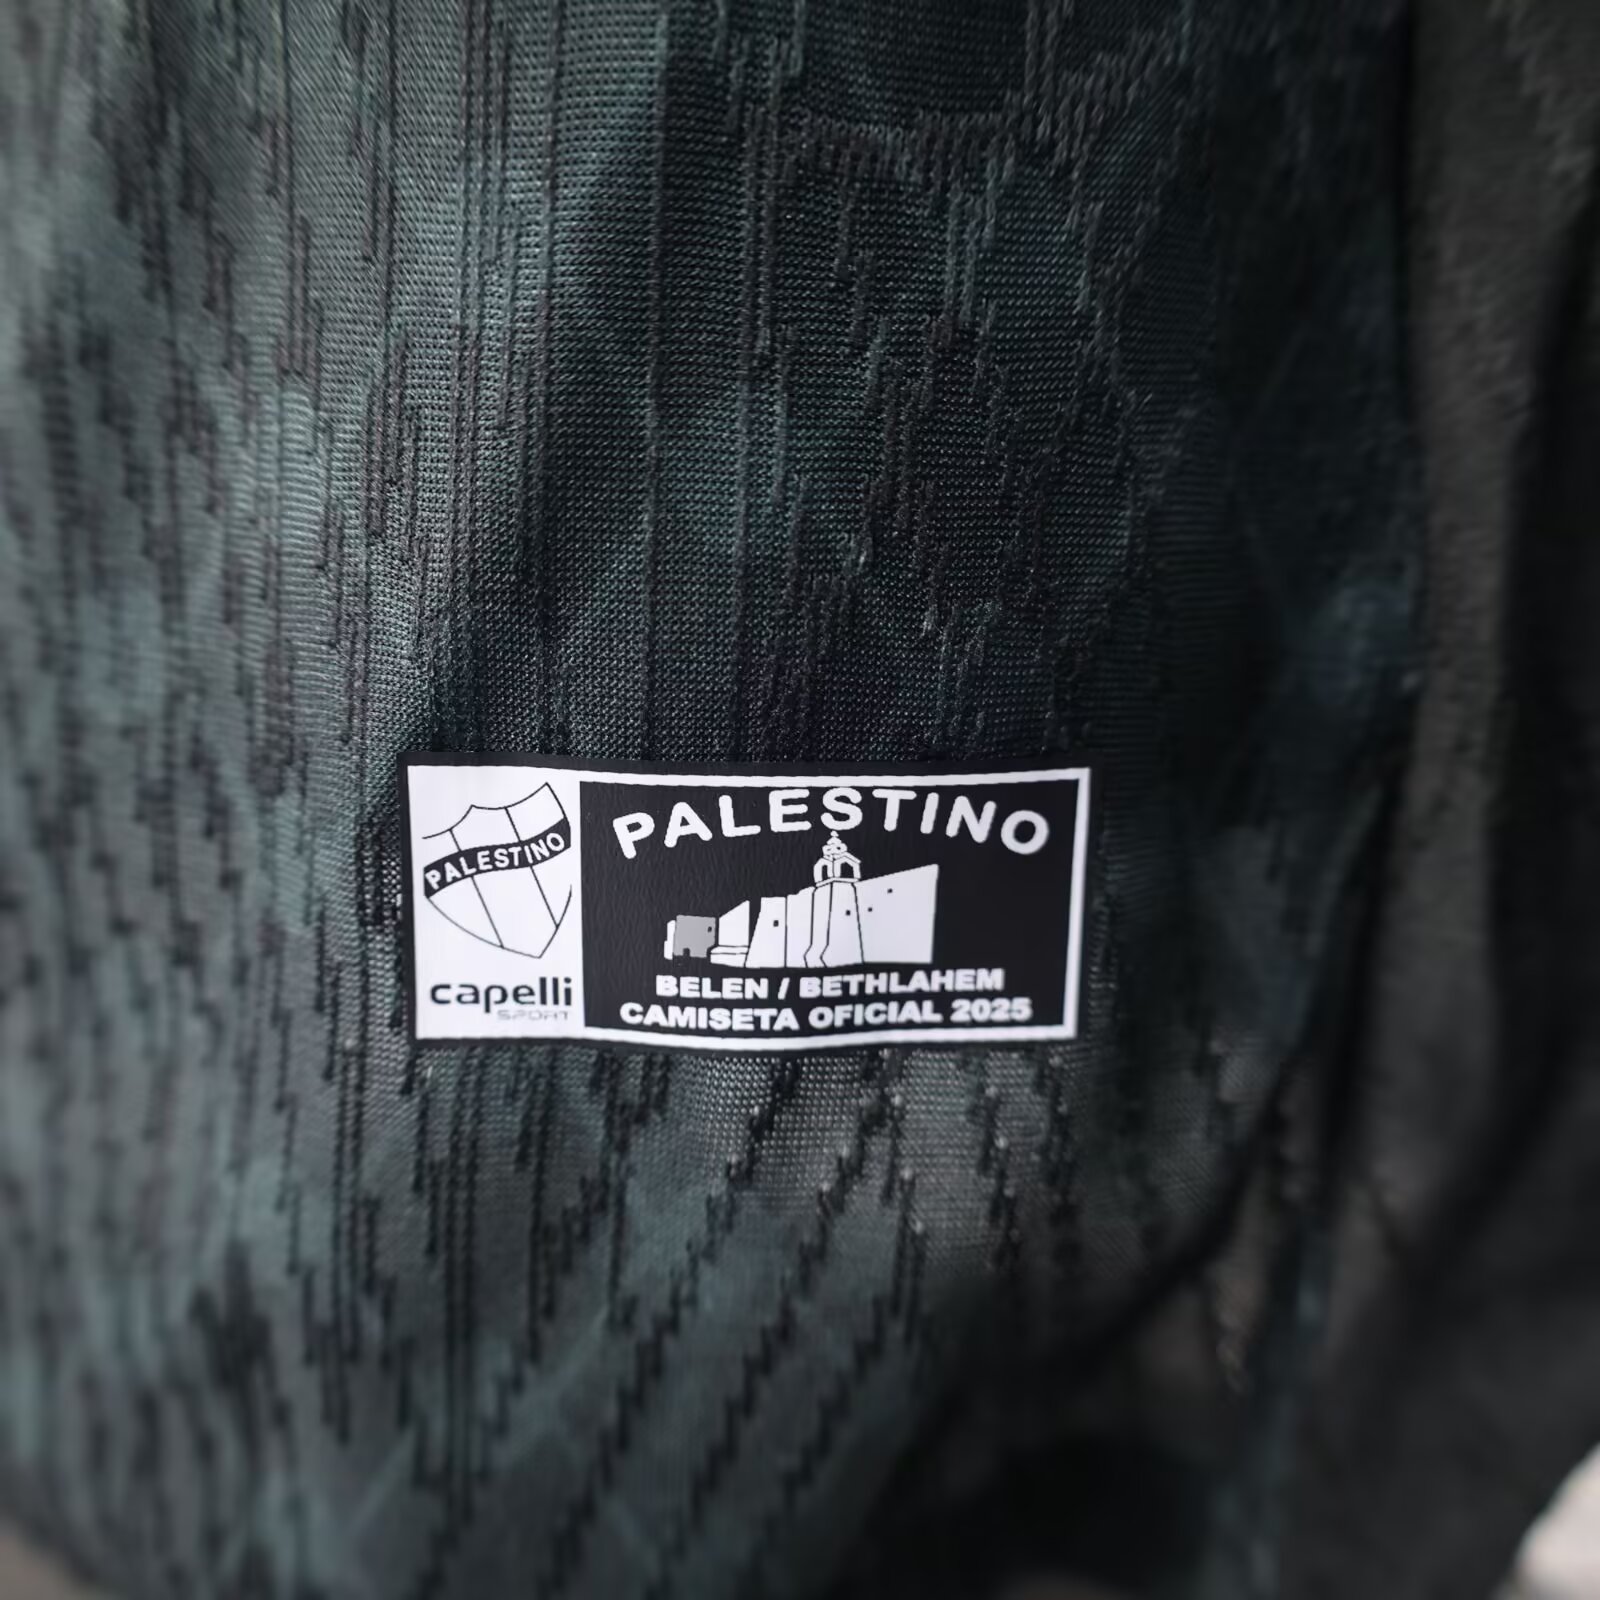 PALESTINO
capelli
SPORT
PALESTINO
BELEN / BETHLAHEM
CAMISETA OFICIAL 2025